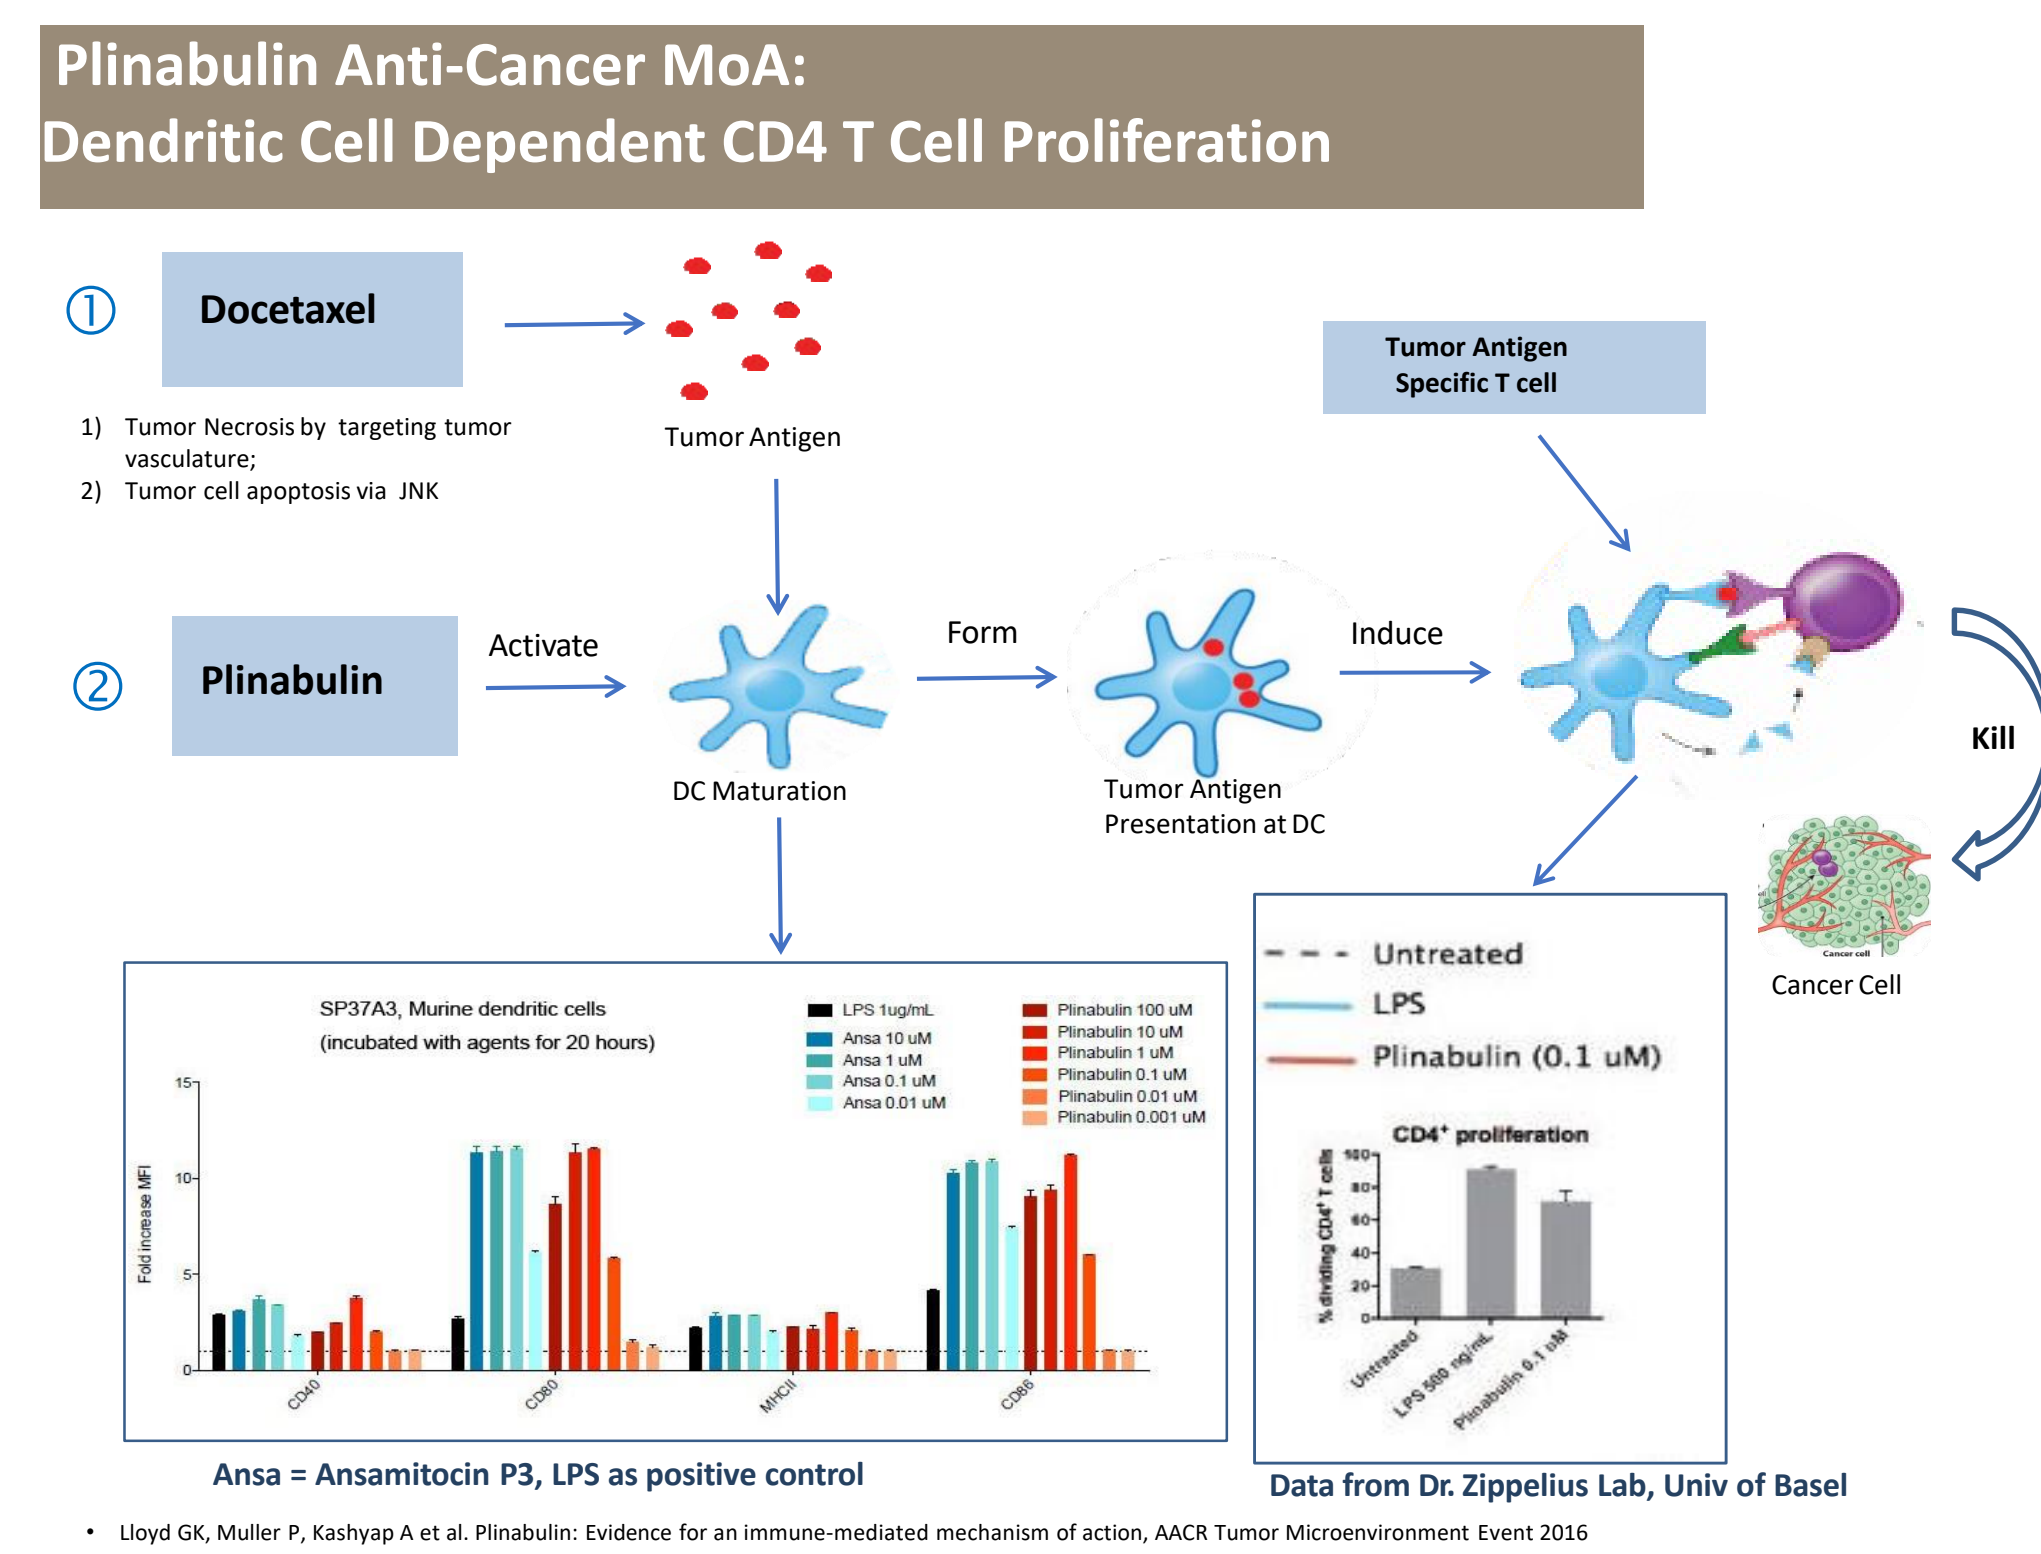 Plinabulin Anti-Cancer MoA:
Dendritic Cell Dependent CD4 T Cell Proliferation
①
Docetaxel
1) Tumor Necrosis by targeting tumor
vasculature;
2) Tumor cell apoptosis via JNK
Tumor Antigen
Tumor Antigen
Specific T cell
②
Plinabulin
Activate
DC Maturation
Form
Tumor Antigen
Presentation at DC
Induce
Kill
Cancer cell
Cancer Cell
SP37A3, Murine dendritic cells
(incubated with agents for 20 hours)
LPS 1ug/mL
Ansa 10 uM
Ansa 1 uM
Ansa 0.1 uM
Ansa 0.01 uM
Plinabulin 100 uM
Plinabulin 10 uM
Plinabulin 1 uM
Plinabulin 0.1 uM
Plinabulin 0.01 uM
Plinabulin 0.001 uM
Fold increase MFI
15
10
5
0
CD40
CD80
MHCII
CD86
Ansa = Ansamitocin P3, LPS as positive control
Untreated
LPS
Plinabulin (0.1 uM)
CD4⁺ proliferation
% dividing CD4⁺ T cells
100
80
60
40
20
0
Untreated
LPS 500 ng/mL
Plinabulin 0.1 uM
Data from Dr. Zippelius Lab, Univ of Basel
• Lloyd GK, Muller P, Kashyap A et al. Plinabulin: Evidence for an immune-mediated mechanism of action, AACR Tumor Microenvironment Event 2016